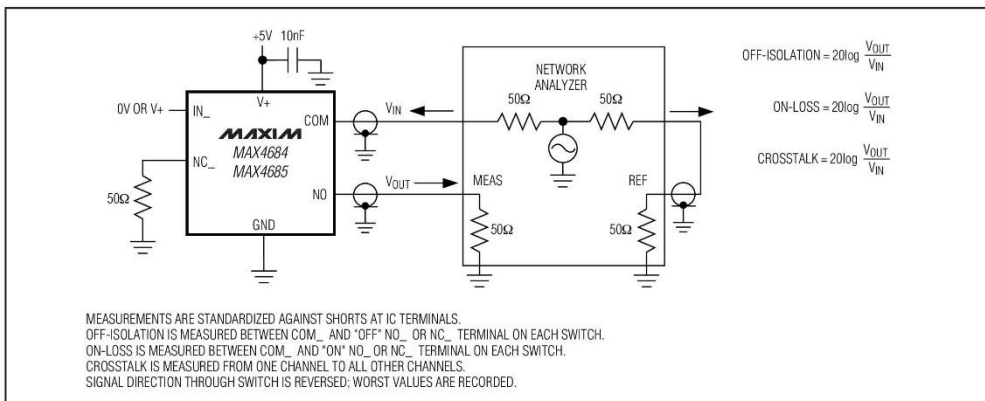 +5V 10nF
V+
0V OR V+ IN_
COM
MAXIM
MAX4684
MAX4685
NC_
NO
50Ω
GND
VIN
VOUT
NETWORK
ANALYZER
50Ω 50Ω
MEAS REF
50Ω 50Ω
OFF-ISOLATION = 20log VOUT/VIN
ON-LOSS = 20log VOUT/VIN
CROSSTALK = 20log VOUT/VIN
MEASUREMENTS ARE STANDARDIZED AGAINST SHORTS AT IC TERMINALS.
OFF-ISOLATION IS MEASURED BETWEEN COM_ AND "OFF" NO_ OR NC_ TERMINAL ON EACH SWITCH.
ON-LOSS IS MEASURED BETWEEN COM_ AND "ON" NO_ OR NC_ TERMINAL ON EACH SWITCH.
CROSSTALK IS MEASURED FROM ONE CHANNEL TO ALL OTHER CHANNELS.
SIGNAL DIRECTION THROUGH SWITCH IS REVERSED; WORST VALUES ARE RECORDED.